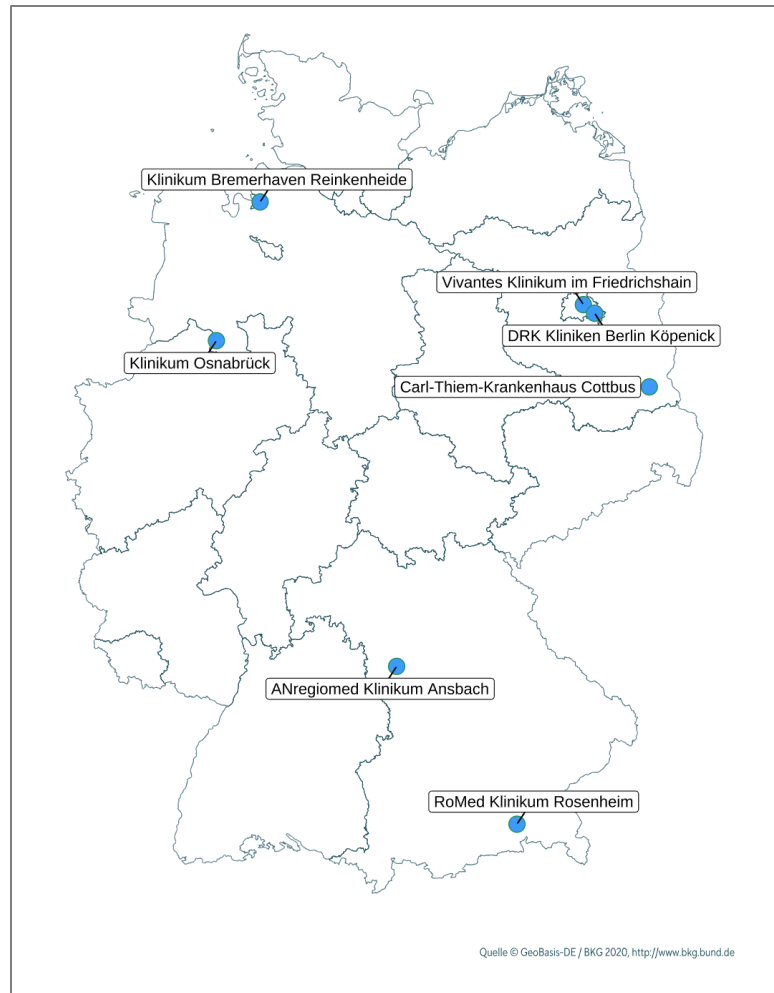 Klinikum Bremerhaven Reinkenheide
Vivantes Klinikum im Friedrichshain
DRK Kliniken Berlin Köpenick
Klinikum Osnabrück
Carl-Thiem-Krankenhaus Cottbus
ANregiomed Klinikum Ansbach
RoMed Klinikum Rosenheim
Quelle © GeoBasis-DE / BKG 2020, http://www.bkg.bund.de